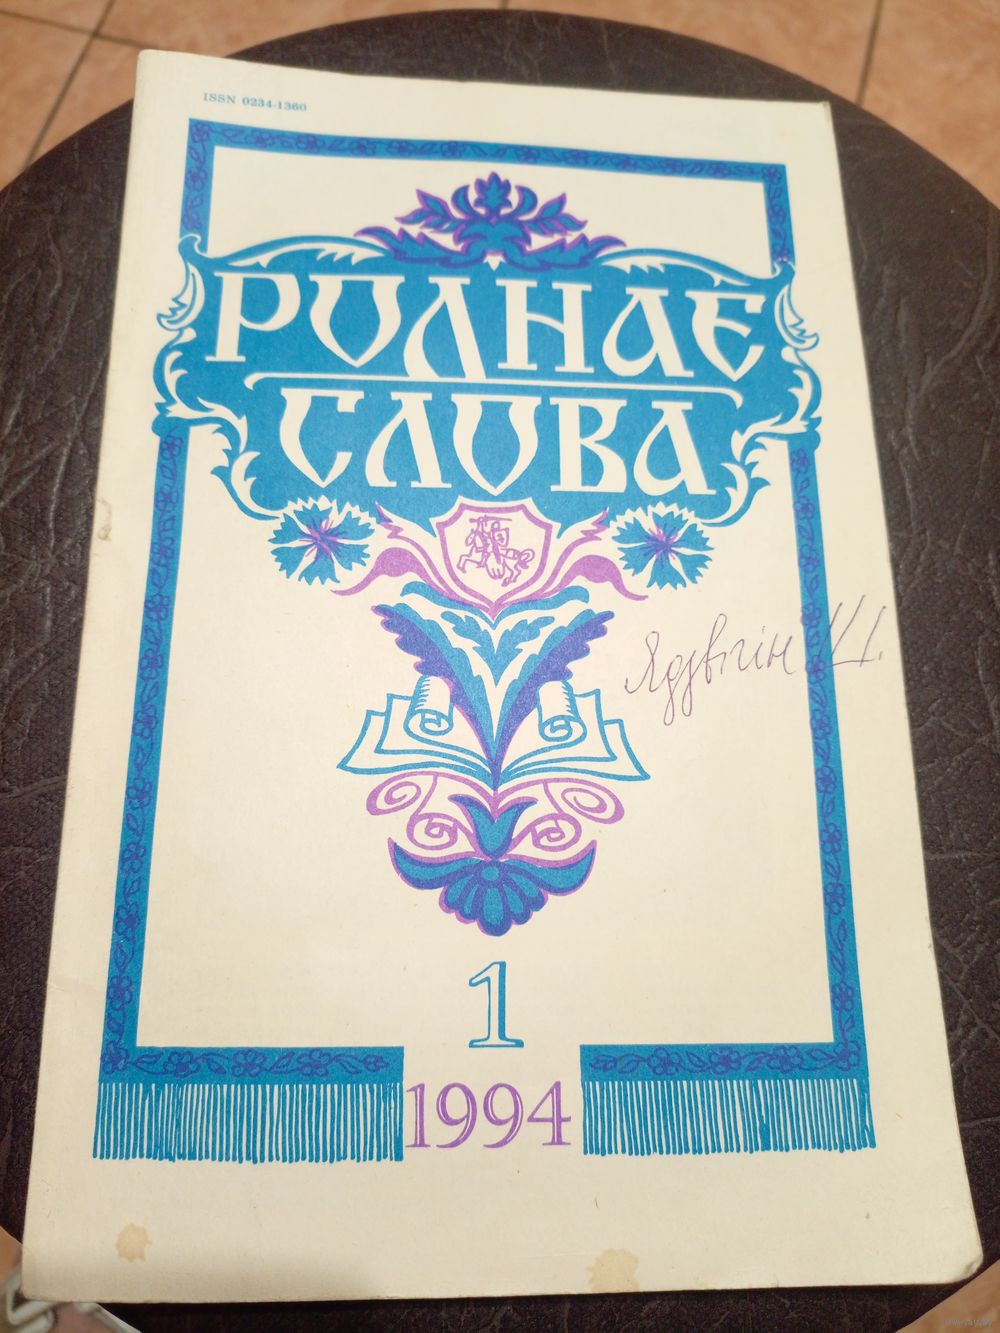 ISSN 0234-1360
РОДНАЕ
СЛОВА
Ядвігін Ш.
1
1994